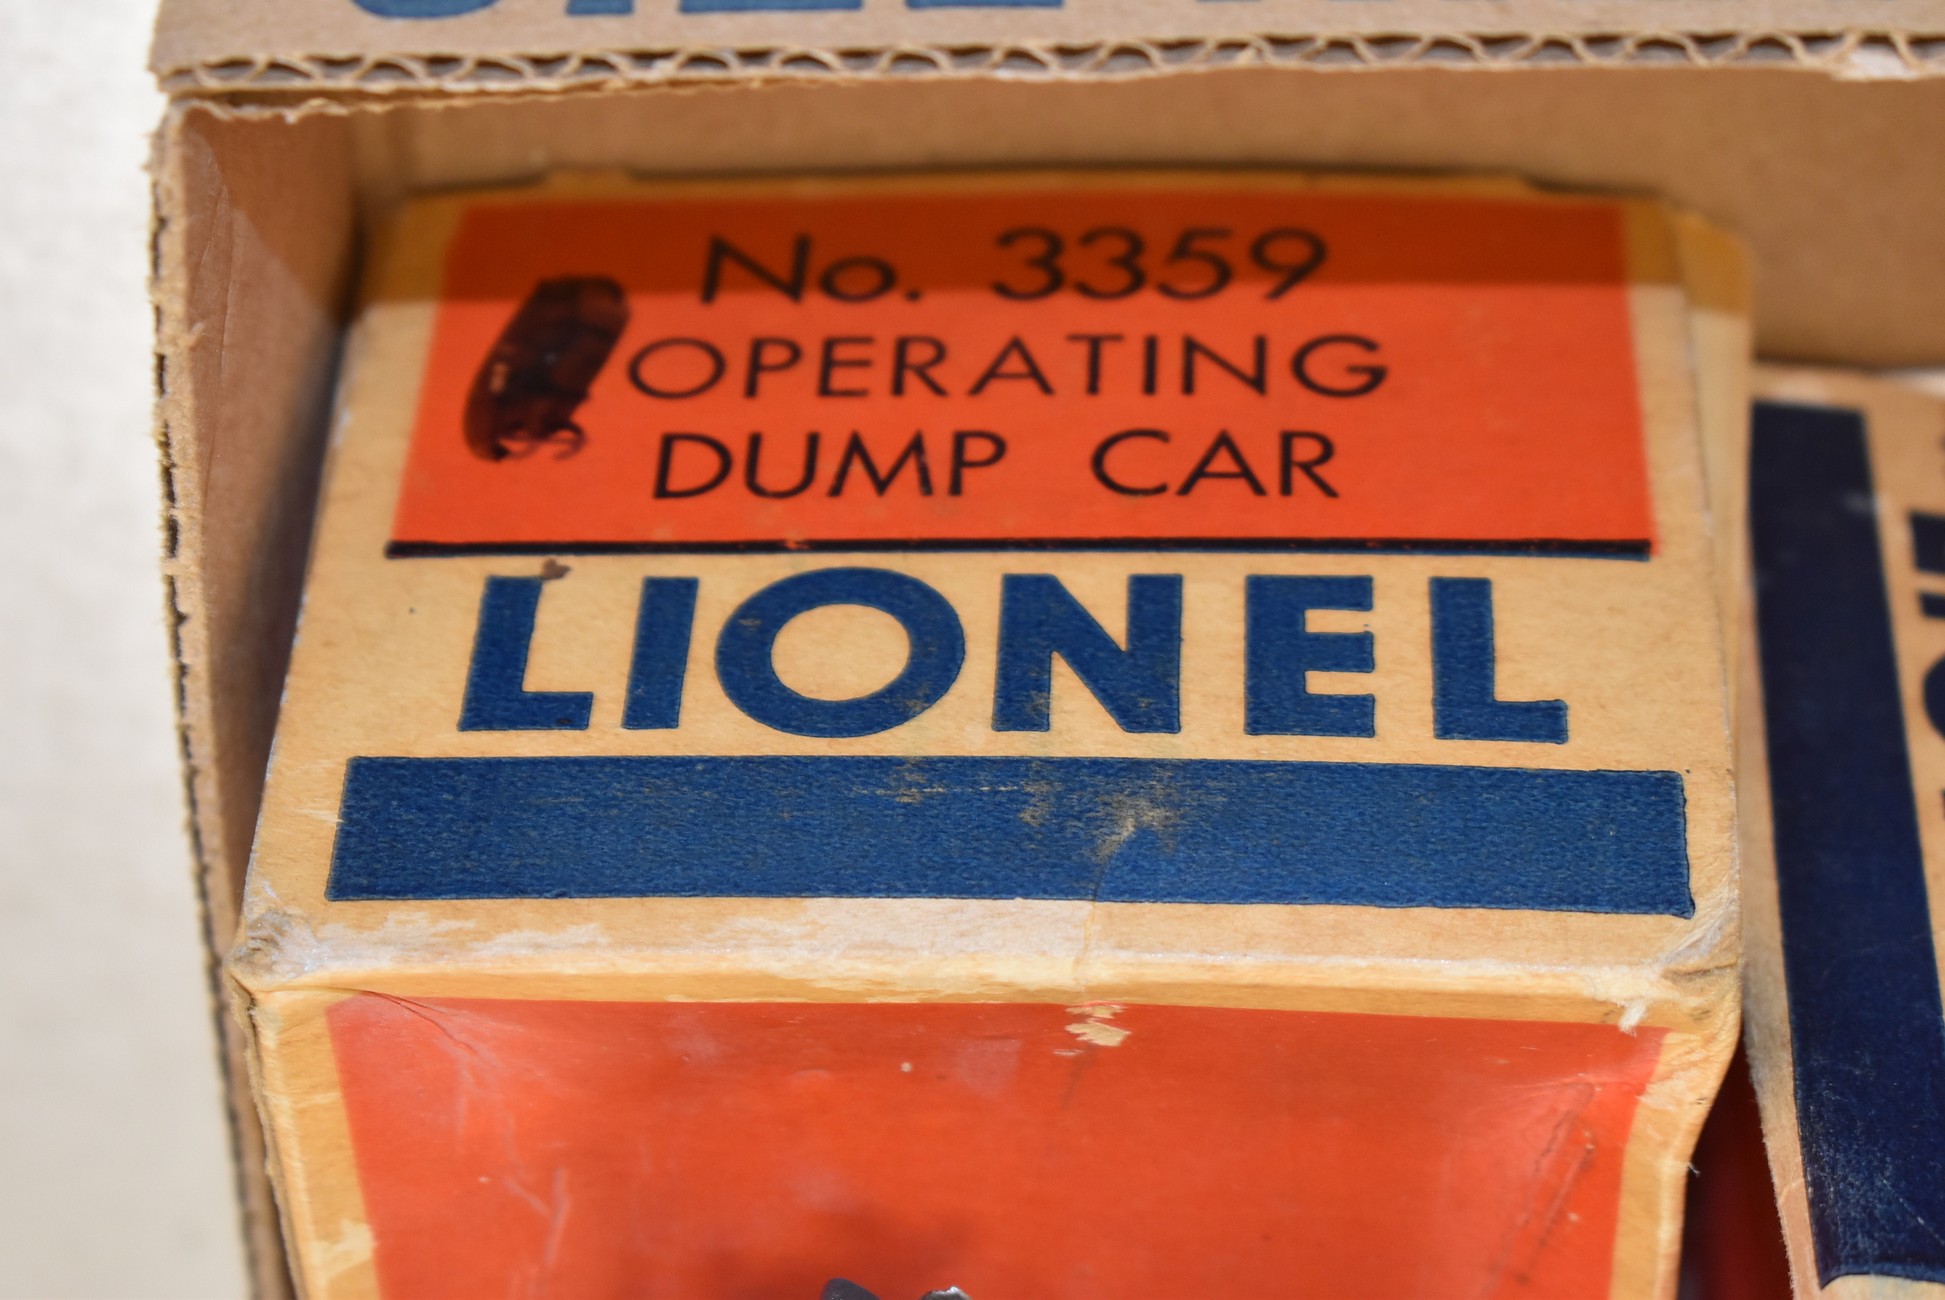 No. 3359
OPERATING
DUMP CAR
LIONEL